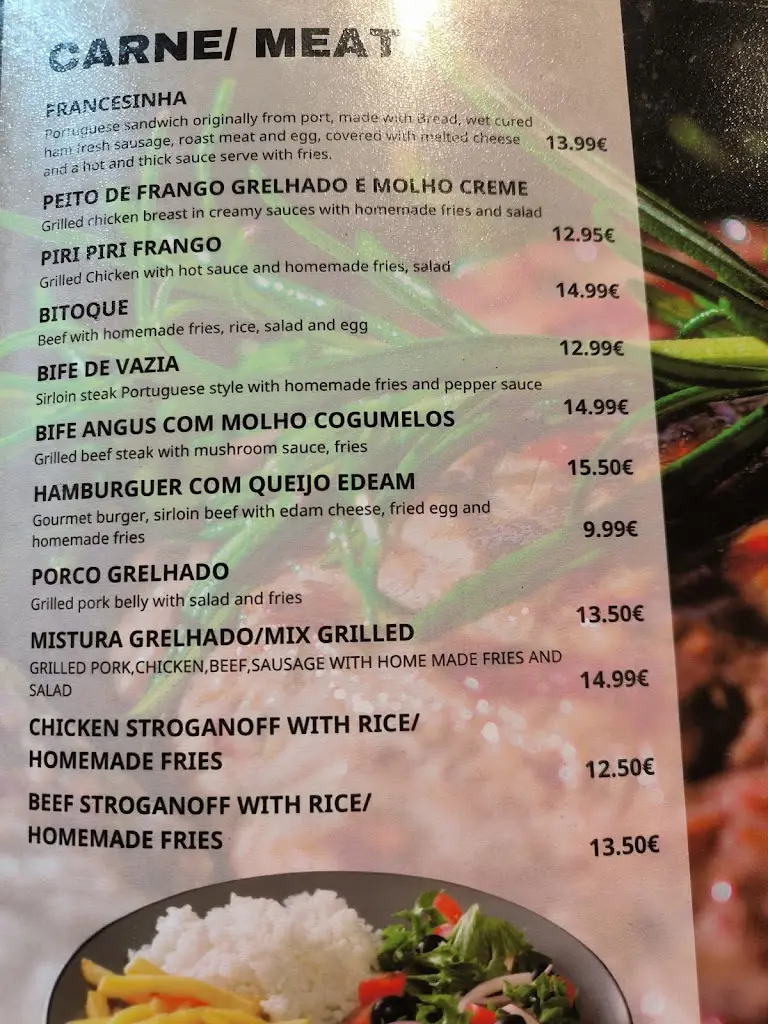 CARNE/ MEAT
FRANCESINHA
Portuguese sandwich originally from port, made with Bread, wet cured
ham fresh sausage, roast meat and egg, covered with melted cheese
and a hot and thick sauce serve with fries.
13.99€
PEITO DE FRANGO GRELHADO E MOLHO CREME
Grilled chicken breast in creamy sauces with homemade fries and salad
12.95€
PIRI PIRI FRANGO
Grilled Chicken with hot sauce and homemade fries, salad
14.99€
BITOQUE
Beef with homemade fries, rice, salad and egg
12.99€
BIFE DE VAZIA
Sirloin steak Portuguese style with homemade fries and pepper sauce
14.99€
BIFE ANGUS COM MOLHO COGUMELOS
Grilled beef steak with mushroom sauce, fries
15.50€
HAMBURGUER COM QUEIJO EDEAM
Gourmet burger, sirloin beef with edam cheese, fried egg and
homemade fries
9.99€
PORCO GRELHADO
Grilled pork belly with salad and fries
13.50€
MISTURA GRELHADO/MIX GRILLED
GRILLED PORK,CHICKEN,BEEF,SAUSAGE WITH HOME MADE FRIES AND
SALAD
14.99€
CHICKEN STROGANOFF WITH RICE/
HOMEMADE FRIES
12.50€
BEEF STROGANOFF WITH RICE/
HOMEMADE FRIES
13.50€